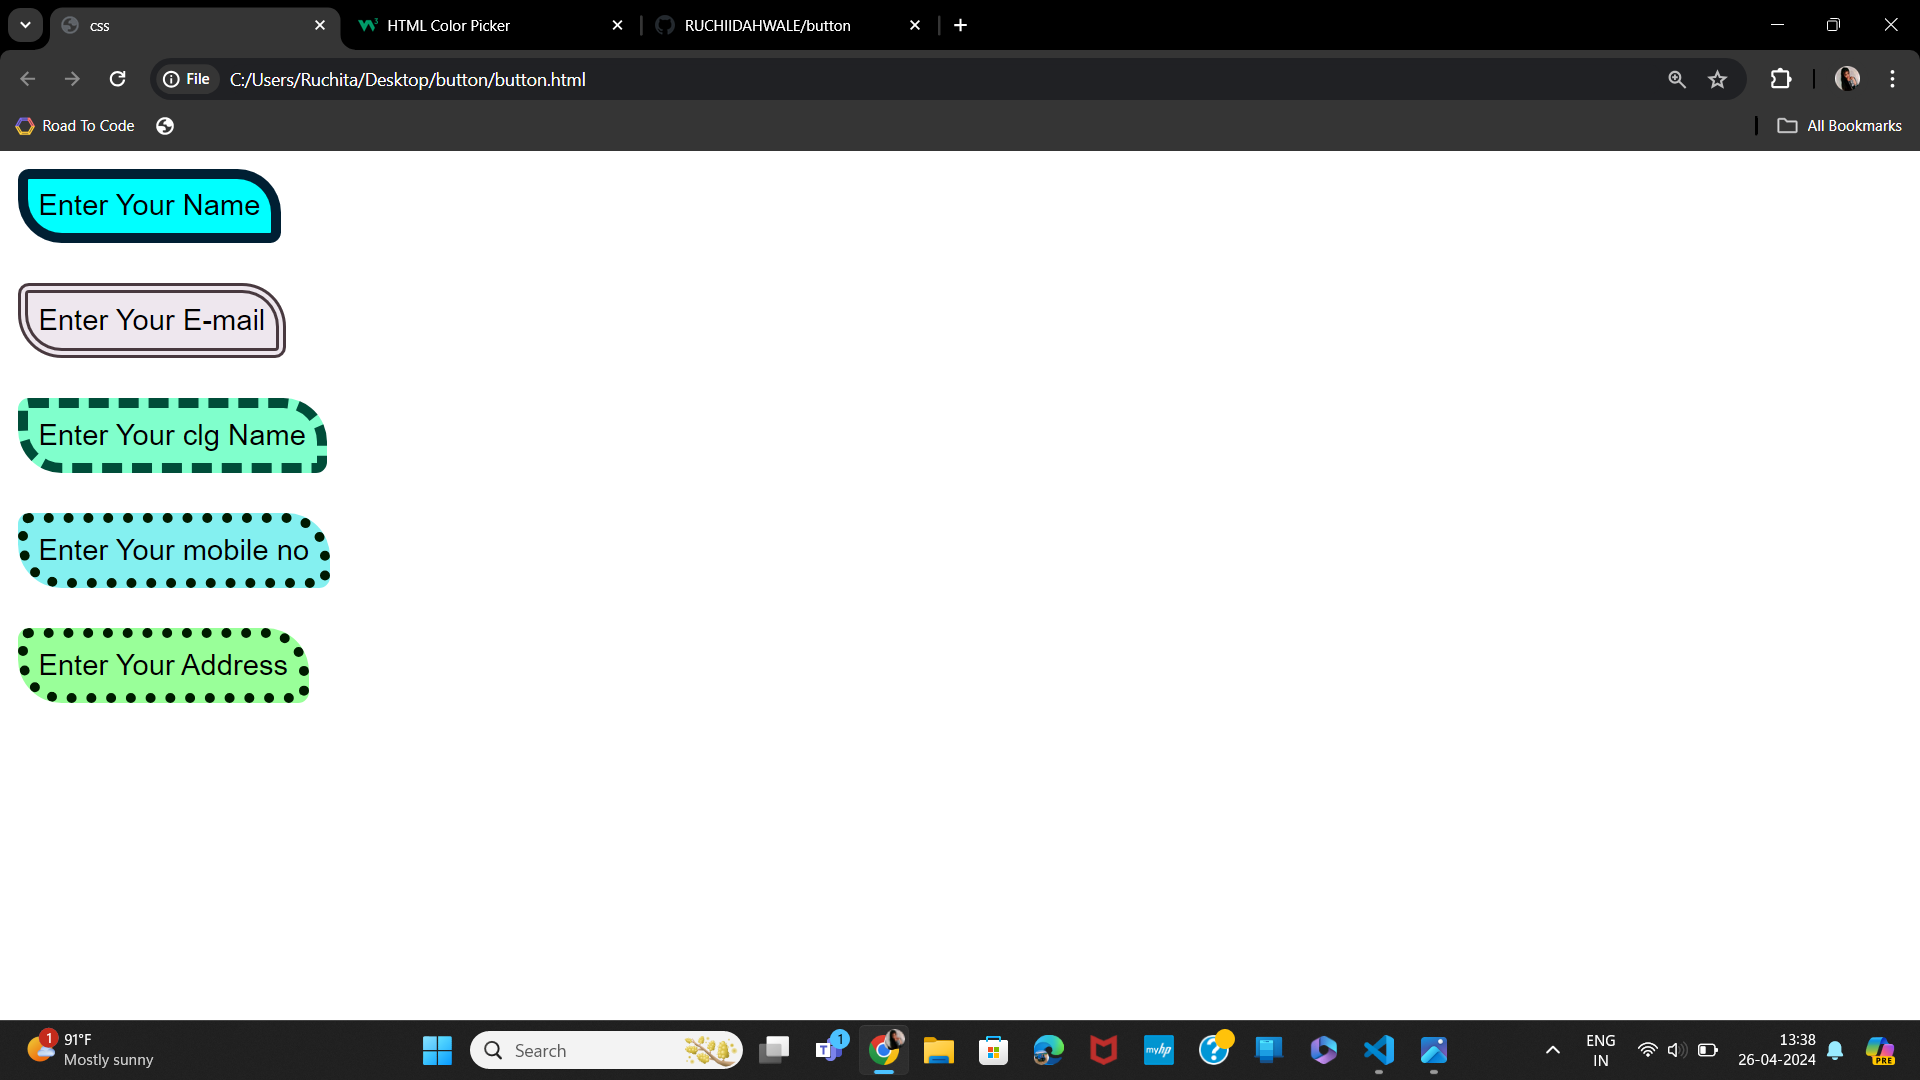 css
HTML Color Picker
RUCHIIDAHWALE/button
File
C:/Users/Ruchita/Desktop/button/button.html
Road To Code
All Bookmarks
Enter Your Name
Enter Your E-mail
Enter Your clg Name
Enter Your mobile no
Enter Your Address
1
91°F
Mostly sunny
Search
T
1
myhp
?
ENG
IN
13:38
26-04-2024
PRE